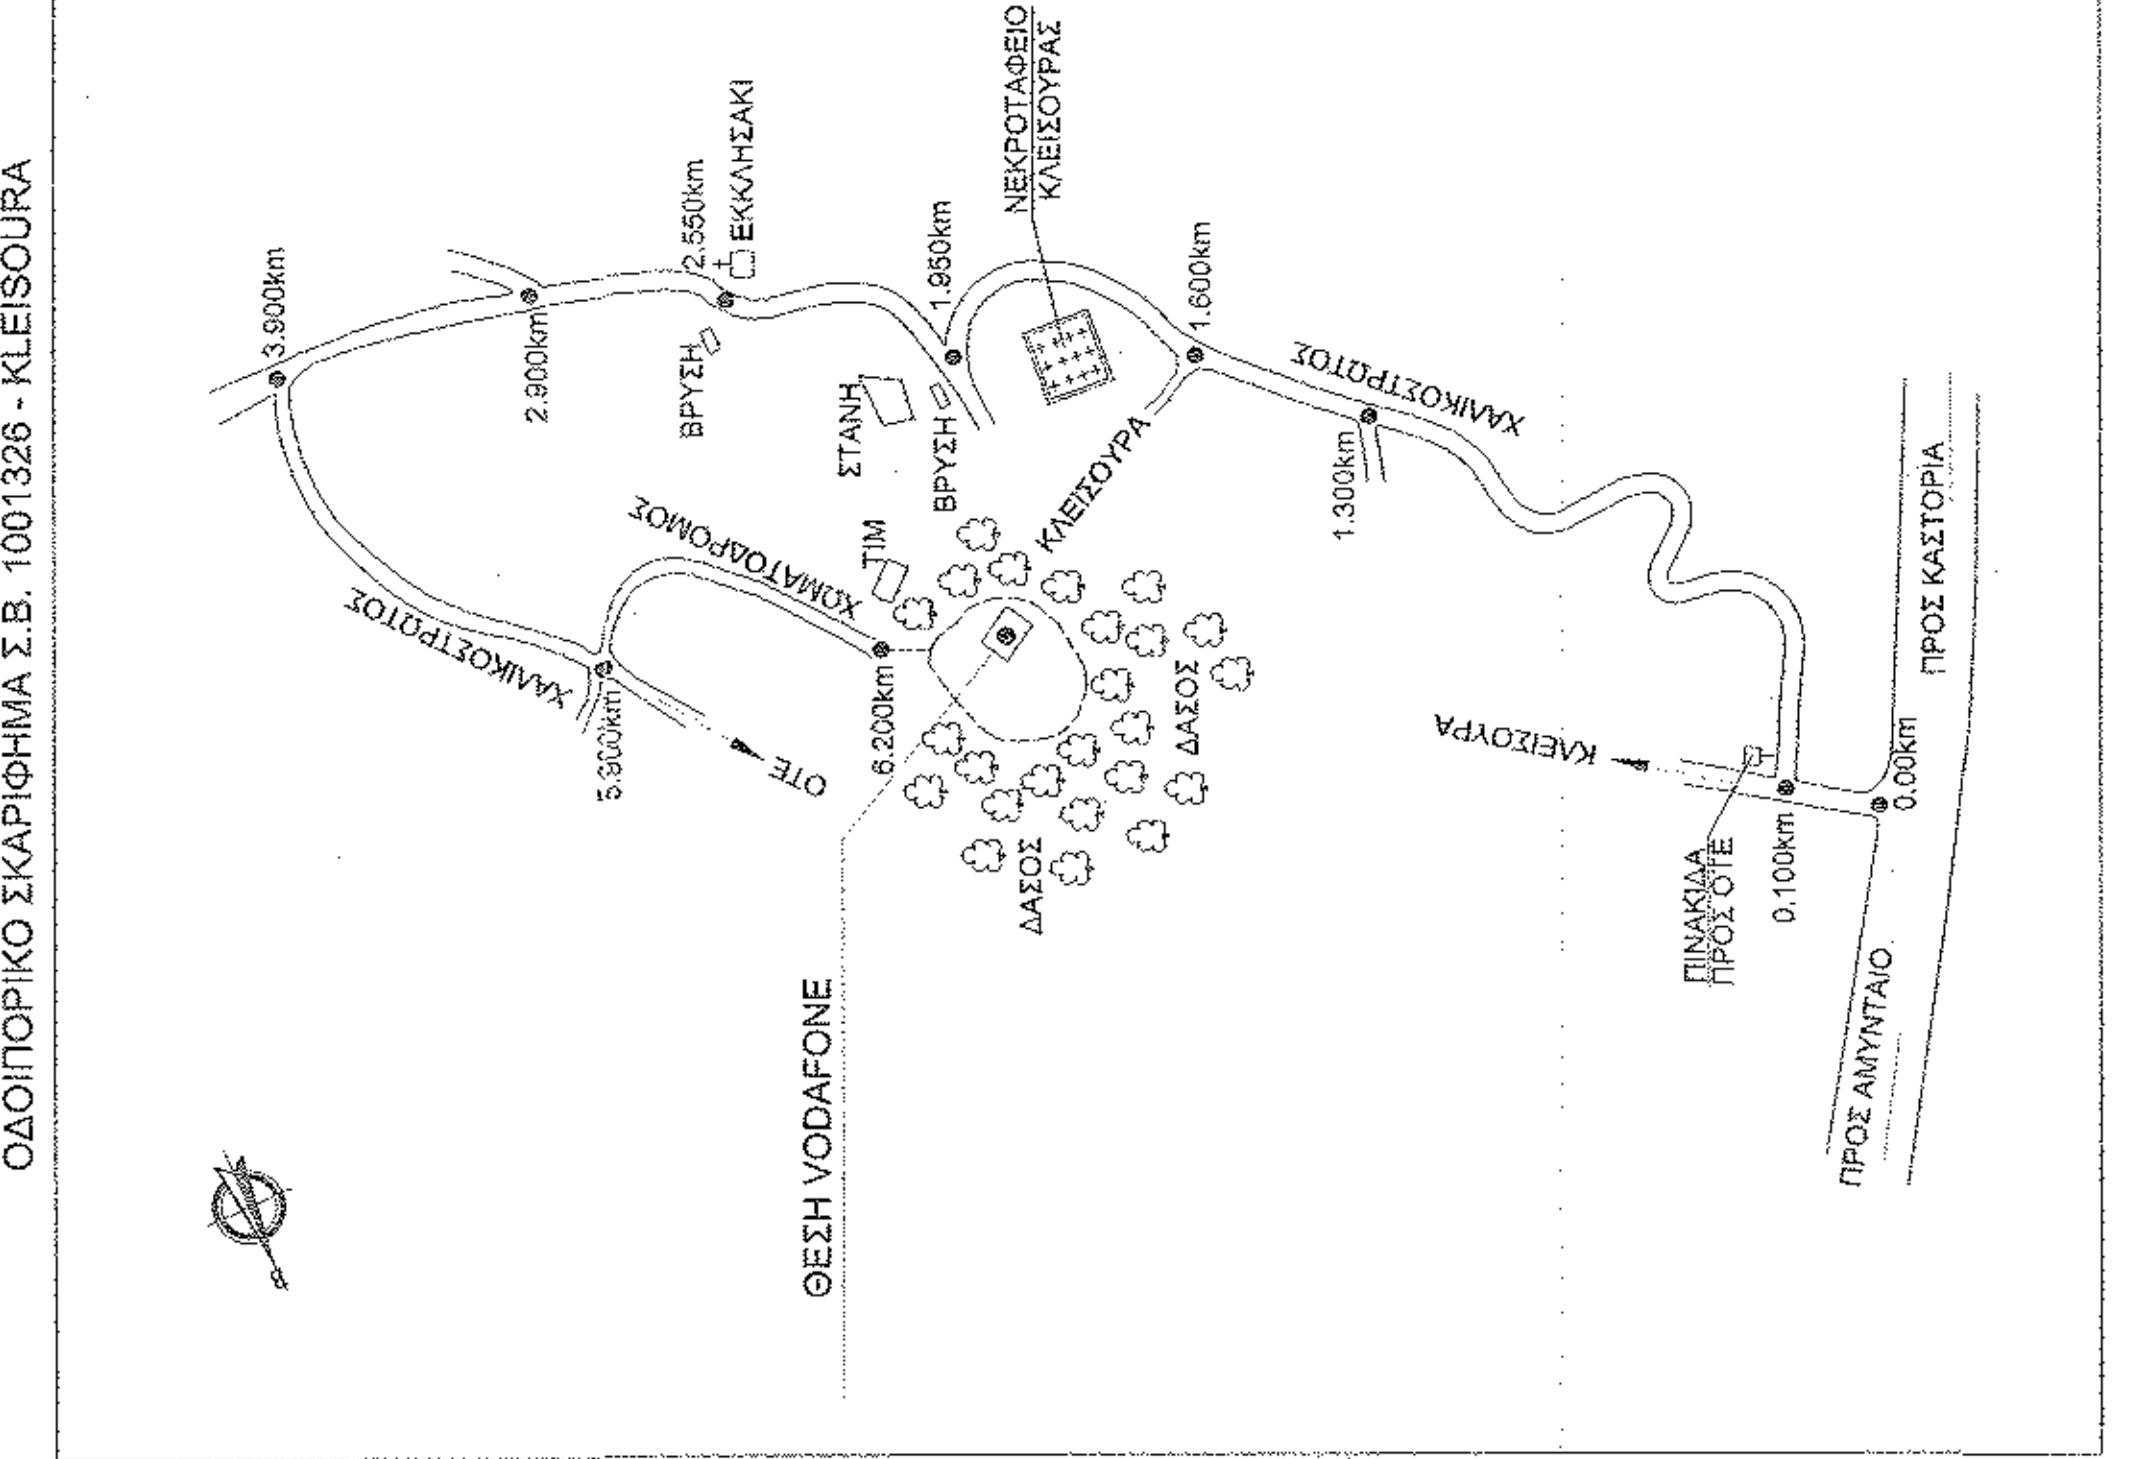 ΟΔΟΙΠΟΡΙΚΟ ΣΚΑΡΙΦΗΜΑ Σ.Β. 1001326 - KLEISOURA
3.900km
2.900km
2.550km
ΕΚΚΛΗΣΑΚΙ
ΒΡΥΣΗ
1.950km
ΣΤΑΝΗ
ΒΡΥΣΗ
ΝΕΚΡΟΤΑΦΕΙΟ
ΚΛΕΙΣΟΥΡΑΣ
1.600km
ΚΛΕΙΣΟΥΡΑ
ΧΑΛΙΚΟΣΤΡΩΤΟΣ
1.300km
ΧΑΛΙΚΟΣΤΡΩΤΟΣ
ΧΩΜΑΤΟΔΡΟΜΟΣ
ΤΙΜ
5.900km
ΟΤΕ
6.200km
ΔΑΣΟΣ
ΔΑΣΟΣ
ΘΕΣΗ VODAFONE
ΚΛΕΙΣΟΥΡΑ
ΠΙΝΑΚΙΔΑ
ΠΡΟΣ ΟΤΕ
0.100km
0.00km
ΠΡΟΣ ΚΑΣΤΟΡΙΑ
ΠΡΟΣ ΑΜΥΝΤΑΙΟ